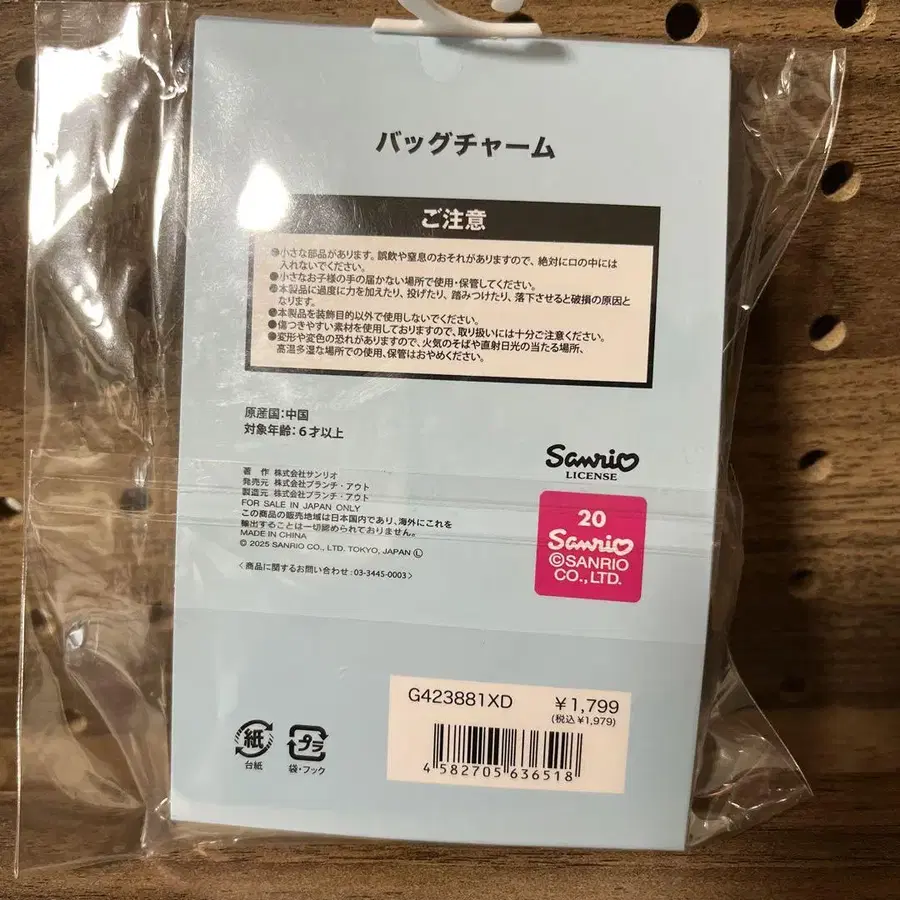 バッグチャーム
ご注意
●小さな部品があります。誤飲や窒息のおそれがありますので、絶対に口の中には
入れないでください。
●小さなお子様の手の届かない場所で使用・保管してください。
●本製品に過度に力を加えたり、投げたり、踏みつけたり、落下させると破損の原因と
なります。
●本製品を装飾目的以外で使用しないでください。
●傷つきやすい素材を使用しておりますので、取り扱いには十分ご注意ください。
●変形や変色の恐れがありますので、火気のそばや直射日光の当たる場所、
高温多湿な場所での使用、保管はおやめください。
原産国:中国
対象年齢:6才以上
著 作 株式会社サンリオ
発売元 株式会社ブランチ・アウト
製造元 株式会社ブランチ・アウト
FOR SALE IN JAPAN ONLY
この商品の販売地域は日本国内であり、海外にこれを
輸出することは一切認められておりません。
MADE IN CHINA
© 2025 SANRIO CO., LTD. TOKYO, JAPAN Ⓛ
〈商品に関するお問い合わせ:03-3445-0003〉
Sanrio
LICENSE
20
Sanrio
©SANRIO
CO.,LTD.
G423881XD ¥1,799
(税込¥1,979)
4 582705 636518
紙
台紙
プラ
袋・フック